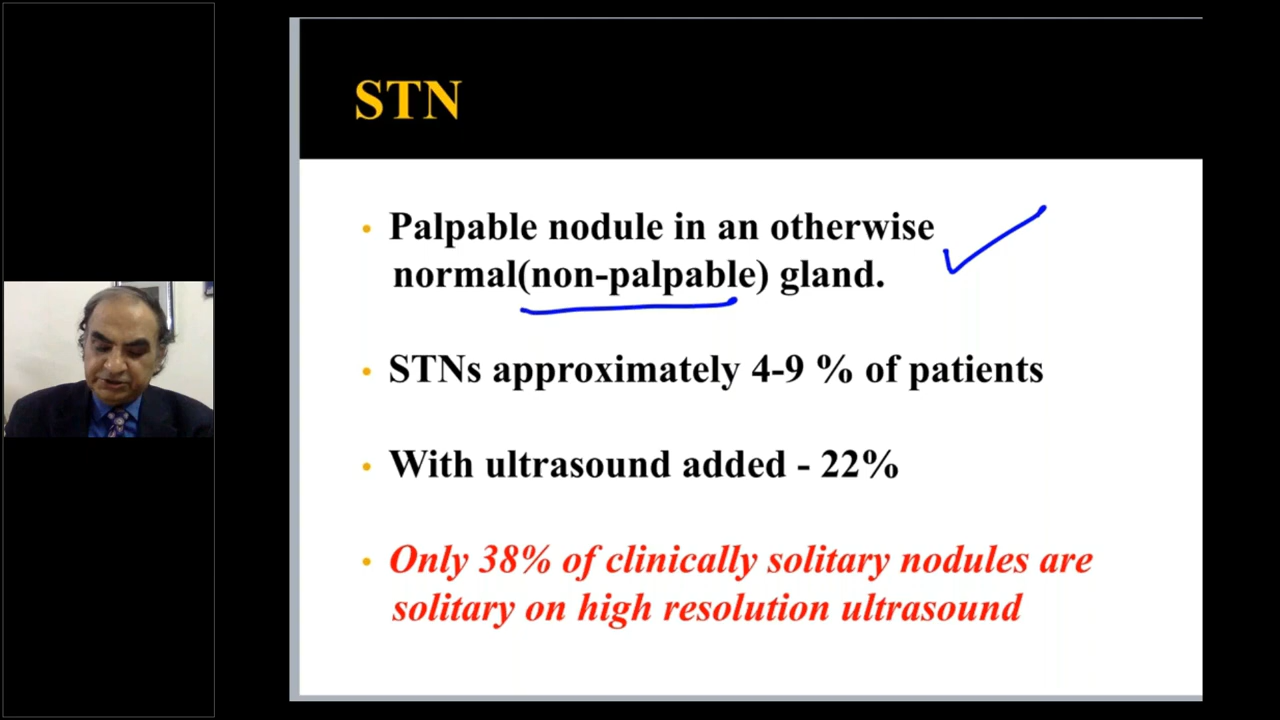 STN
• Palpable nodule in an otherwise
normal(non-palpable) gland.
• STNs approximately 4-9 % of patients
• With ultrasound added - 22%
• Only 38% of clinically solitary nodules are
solitary on high resolution ultrasound